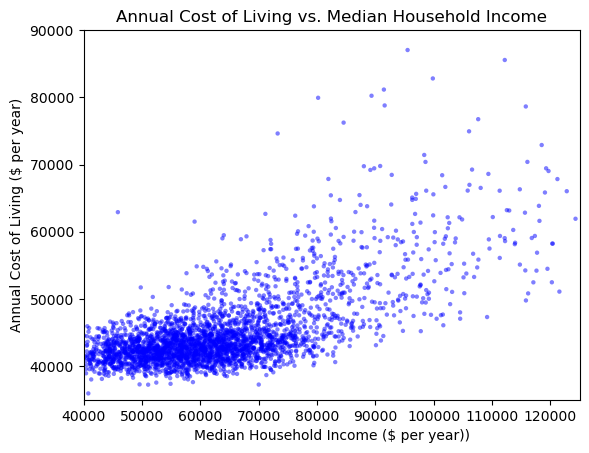 Annual Cost of Living vs. Median Household Income
90000
80000
70000
60000
50000
40000
Annual Cost of Living ($ per year)
40000 50000 60000 70000 80000 90000 100000 110000 120000
Median Household Income ($ per year))